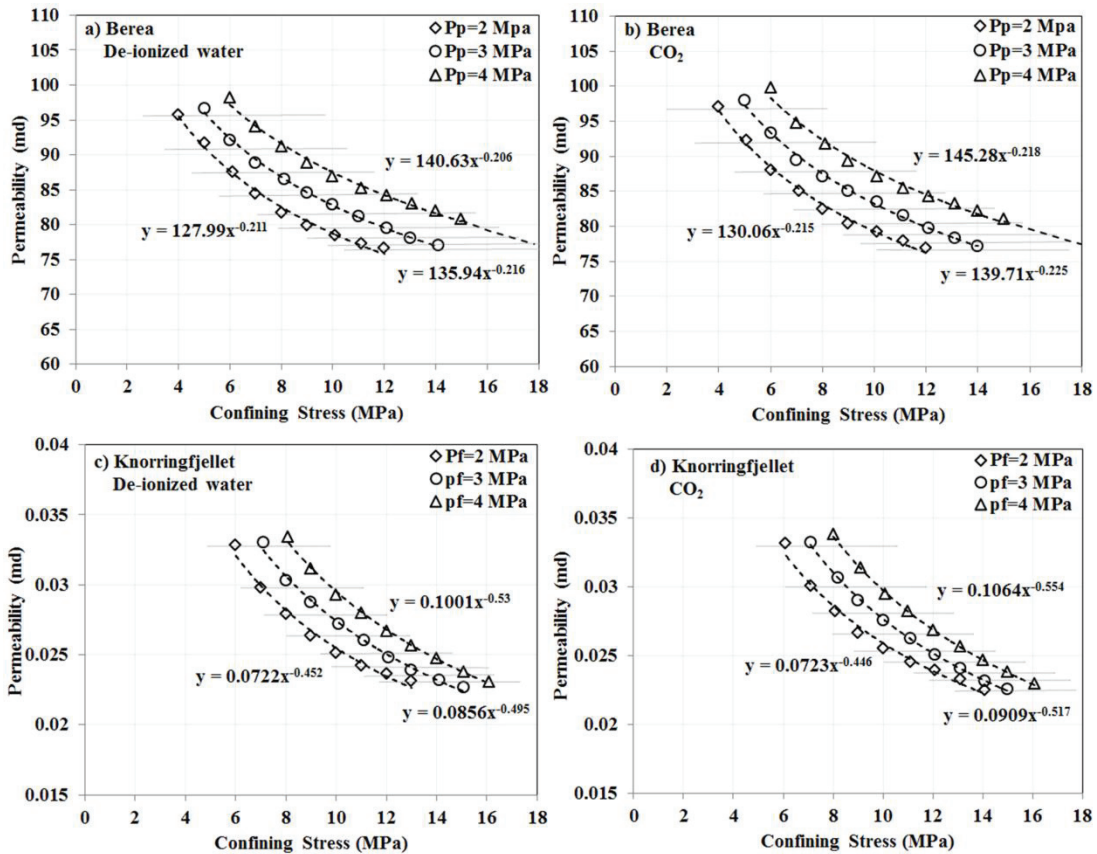 a) Berea
De-ionized water
Pp=2 Mpa
Pp=3 MPa
Pp=4 MPa
110
105
100
95
90
85
80
75
70
65
60
Permeability (md)
y = 140.63x^-0.206
y = 127.99x^-0.211
y = 135.94x^-0.216
0 2 4 6 8 10 12 14 16 18
Confining Stress (MPa)
b) Berea
CO₂
Pp=2 MPa
Pp=3 MPa
Pp=4 MPa
110
105
100
95
90
85
80
75
70
65
60
Permeability (md)
y = 145.28x^-0.218
y = 130.06x^-0.215
y = 139.71x^-0.225
0 2 4 6 8 10 12 14 16 18
Confining Stress (MPa)
c) Knorringfjellet
De-ionized water
Pf=2 MPa
pf=3 MPa
pf=4 MPa
0.04
0.035
0.03
0.025
0.02
0.015
Permeability (md)
y = 0.1001x^-0.53
y = 0.0722x^-0.452
y = 0.0856x^-0.495
0 2 4 6 8 10 12 14 16 18
Confining Stress (MPa)
d) Knorringfjellet
CO₂
Pf=2 MPa
pf=3 MPa
pf=4 MPa
0.04
0.035
0.03
0.025
0.02
0.015
Permeability (md)
y = 0.1064x^-0.554
y = 0.0723x^-0.446
y = 0.0909x^-0.517
0 2 4 6 8 10 12 14 16 18
Confining Stress (MPa)